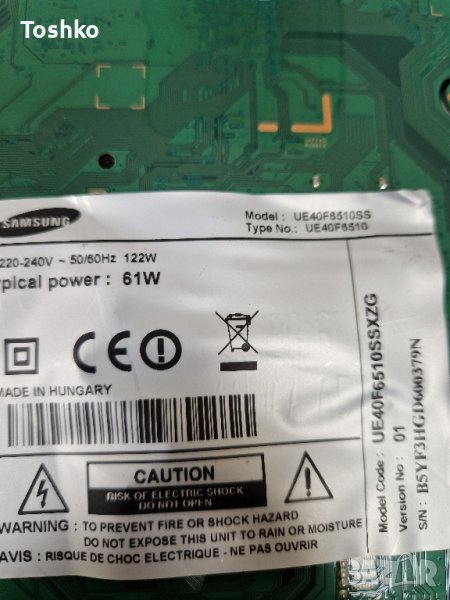 Toshko
SAMSUNG
Model : UE40F6510SS
Type No.: UE40F6510
220-240V ~ 50/60Hz 122W
ypical power : 61W
MADE IN HUNGARY
CAUTION
RISK OF ELECTRIC SHOCK
DO NOT OPEN
WARNING : TO PREVENT FIRE OR SHOCK HAZARD
DO NOT EXPOSE THIS UNIT TO RAIN OR MOISTURE
AVIS : RISQUE DE CHOC ELECTRIQUE - NE PAS OUVRIR
Model Code : UE40F6510SSXZG
Version No : 01
S/N : B5YF3HGD600379N